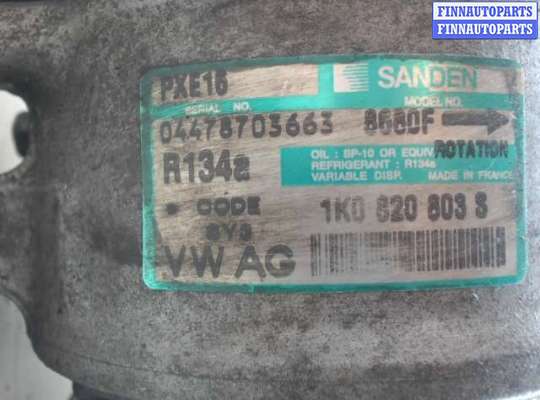 FINNAUTOPARTS
FINNAUTOPARTS
FINNAUTOPARTS
PXE16 SANDEN
SERIAL NO. MODEL NO.
04478703663 8680F
R134a OIL : SP-10 OR EQUIV. ROTATION
REFRIGERANT : R134a
VARIABLE DISP. MADE IN FRANCE
CODE 1K0 820 803 S
VW AG